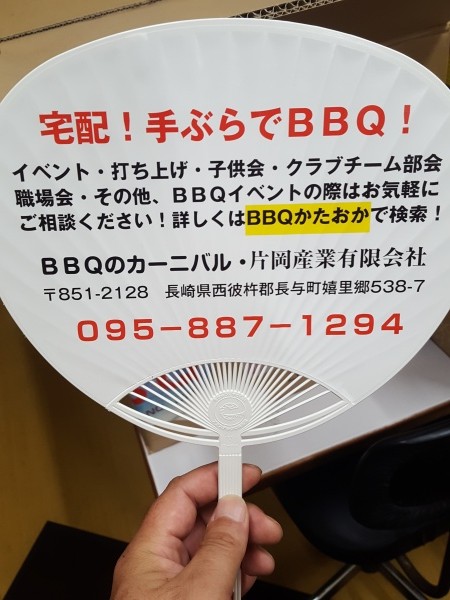 宅配！手ぶらでＢＢＱ！
イベント・打ち上げ・子供会・クラブチーム部会
職場会・その他、ＢＢＱイベントの際はお気軽に
ご相談ください！詳しくはBBQかたおかで検索！
ＢＢＱのカーニバル・片岡産業有限会社
〒851-2128　長崎県西彼杵郡長与町嬉里郷538-7
０９５－８８７－１２９４